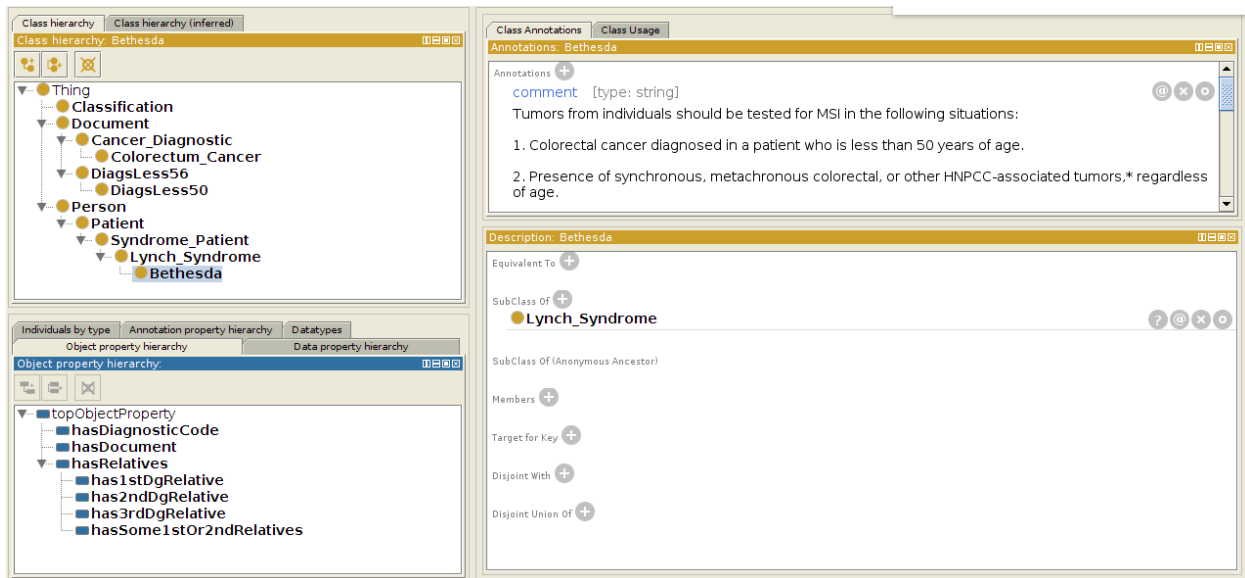 Class hierarchy Class hierarchy (inferred)
Class hierarchy: Bethesda
Thing
Classification
Document
Cancer_Diagnostic
Colorectum_Cancer
DiagsLess56
DiagsLess50
Person
Patient
Syndrome_Patient
Lynch_Syndrome
Bethesda
Individuals by type Annotation property hierarchy Datatypes
Object property hierarchy Data property hierarchy
Object property hierarchy:
topObjectProperty
hasDiagnosticCode
hasDocument
hasRelatives
has1stDgRelative
has2ndDgRelative
has3rdDgRelative
hasSome1stOr2ndRelatives
Class Annotations Class Usage
Annotations: Bethesda
Annotations
comment [type: string]
Tumors from individuals should be tested for MSI in the following situations:
1. Colorectal cancer diagnosed in a patient who is less than 50 years of age.
2. Presence of synchronous, metachronous colorectal, or other HNPCC-associated tumors,* regardless
of age.
Description: Bethesda
Equivalent To
SubClass Of
Lynch_Syndrome
SubClass Of (Anonymous Ancestor)
Members
Target for Key
Disjoint With
Disjoint Union Of